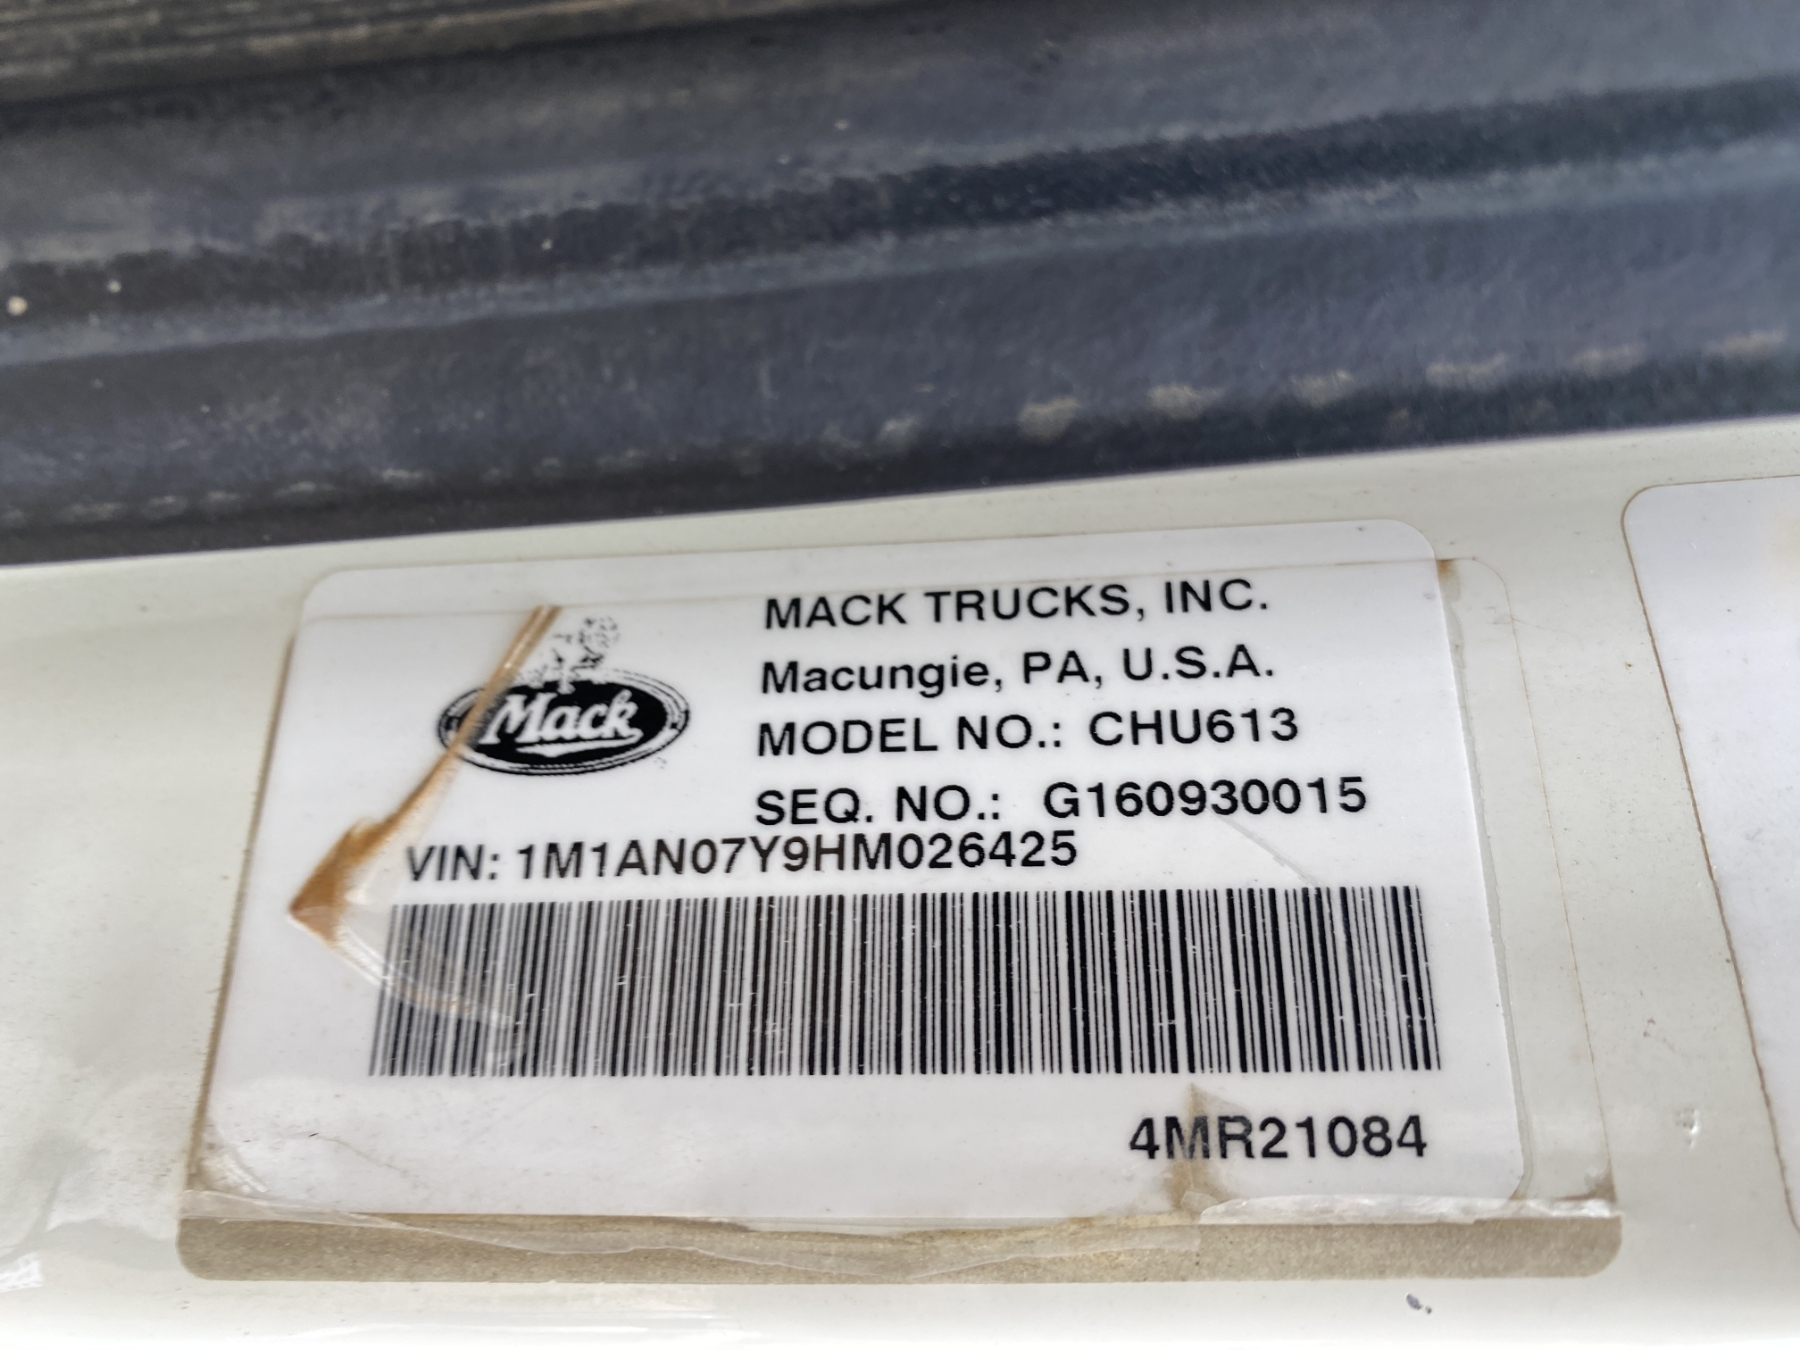 MACK TRUCKS, INC.
Mack
Macungie, PA, U.S.A.
MODEL NO.: CHU613
SEQ. NO.: G160930015
VIN: 1M1AN07Y9HM026425
4MR21084